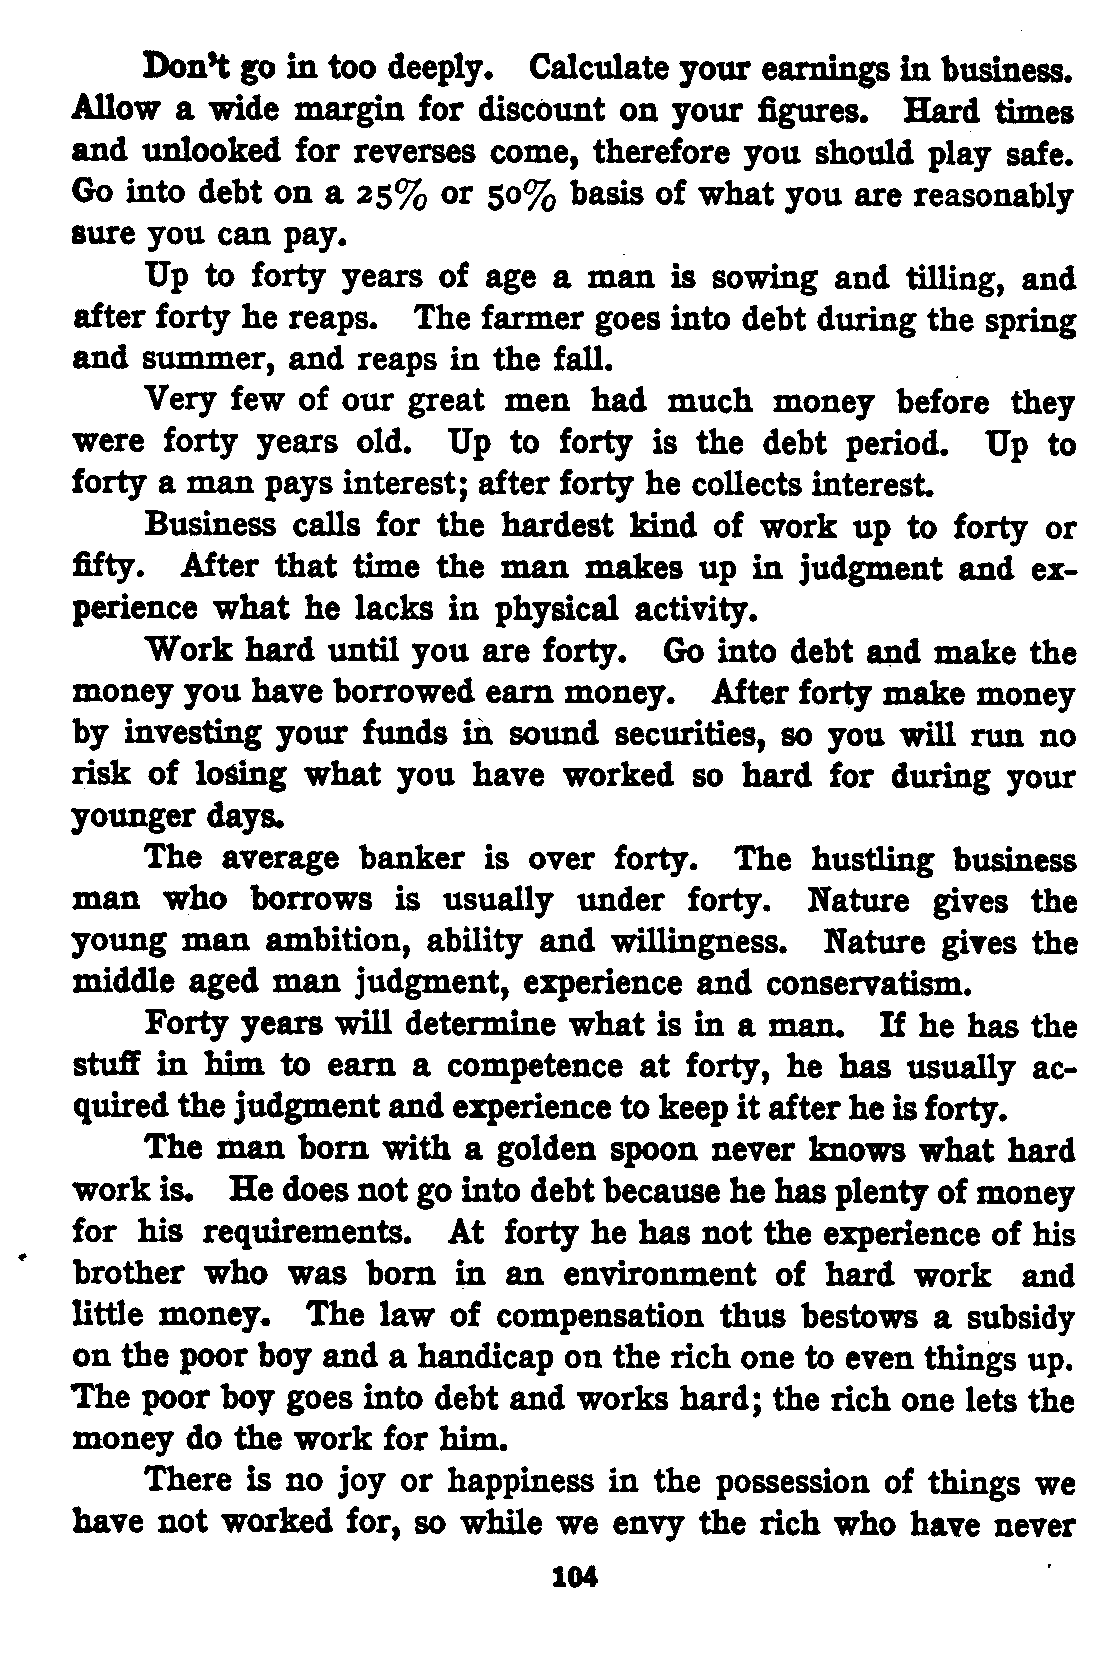 Don't go in too deeply. Calculate your earnings in business.
Allow a wide margin for discount on your figures. Hard times
and unlooked for reverses come, therefore you should play safe.
Go into debt on a 25% or 50% basis of what you are reasonably
sure you can pay.
Up to forty years of age a man is sowing and tilling, and
after forty he reaps. The farmer goes into debt during the spring
and summer, and reaps in the fall.
Very few of our great men had much money before they
were forty years old. Up to forty is the debt period. Up to
forty a man pays interest; after forty he collects interest.
Business calls for the hardest kind of work up to forty or
fifty. After that time the man makes up in judgment and ex-
perience what he lacks in physical activity.
Work hard until you are forty. Go into debt and make the
money you have borrowed earn money. After forty make money
by investing your funds in sound securities, so you will run no
risk of losing what you have worked so hard for during your
younger days.
The average banker is over forty. The hustling business
man who borrows is usually under forty. Nature gives the
young man ambition, ability and willingness. Nature gives the
middle aged man judgment, experience and conservatism.
Forty years will determine what is in a man. If he has the
stuff in him to earn a competence at forty, he has usually ac-
quired the judgment and experience to keep it after he is forty.
The man born with a golden spoon never knows what hard
work is. He does not go into debt because he has plenty of money
for his requirements. At forty he has not the experience of his
brother who was born in an environment of hard work and
little money. The law of compensation thus bestows a subsidy
on the poor boy and a handicap on the rich one to even things up.
The poor boy goes into debt and works hard; the rich one lets the
money do the work for him.
There is no joy or happiness in the possession of things we
have not worked for, so while we envy the rich who have never
104